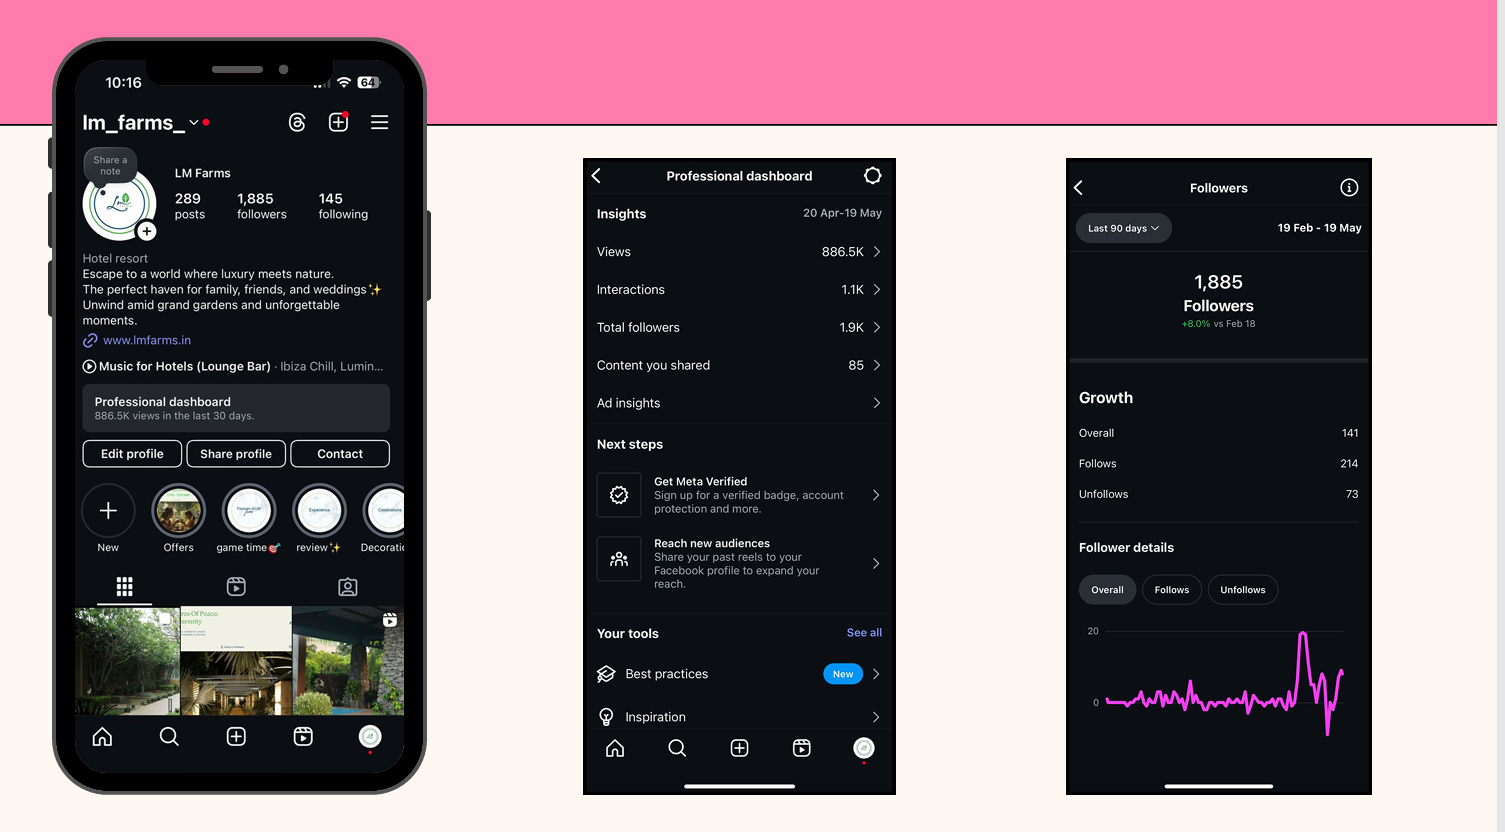 10:16
64
lm_farms_
Share a
note
LM Farms
289
1,885
145
posts
followers
following
Hotel resort
Escape to a world where luxury meets nature.
The perfect haven for family, friends, and weddings✨
Unwind amid grand gardens and unforgettable
moments.
www.lmfarms.in
Music for Hotels (Lounge Bar) · Ibiza Chill, Lumin...
Professional dashboard
886.5K views in the last 30 days.
Edit profile
Share profile
Contact
Experience
Celebrations
New
Offers
game time🎯
review✨
Decoratic
Of Peace.
Professional dashboard
Insights
20 Apr-19 May
Views
886.5K
Interactions
1.1K
Total followers
1.9K
Content you shared
85
Ad insights
Next steps
Get Meta Verified
Sign up for a verified badge, account
protection and more.
Reach new audiences
Share your past reels to your
Facebook profile to expand your
reach.
Your tools
See all
Best practices
New
Inspiration
Followers
Last 90 days
19 Feb - 19 May
1,885
Followers
+8.0% vs Feb 18
Growth
Overall
141
Follows
214
Unfollows
73
Follower details
Overall
Follows
Unfollows
20
0